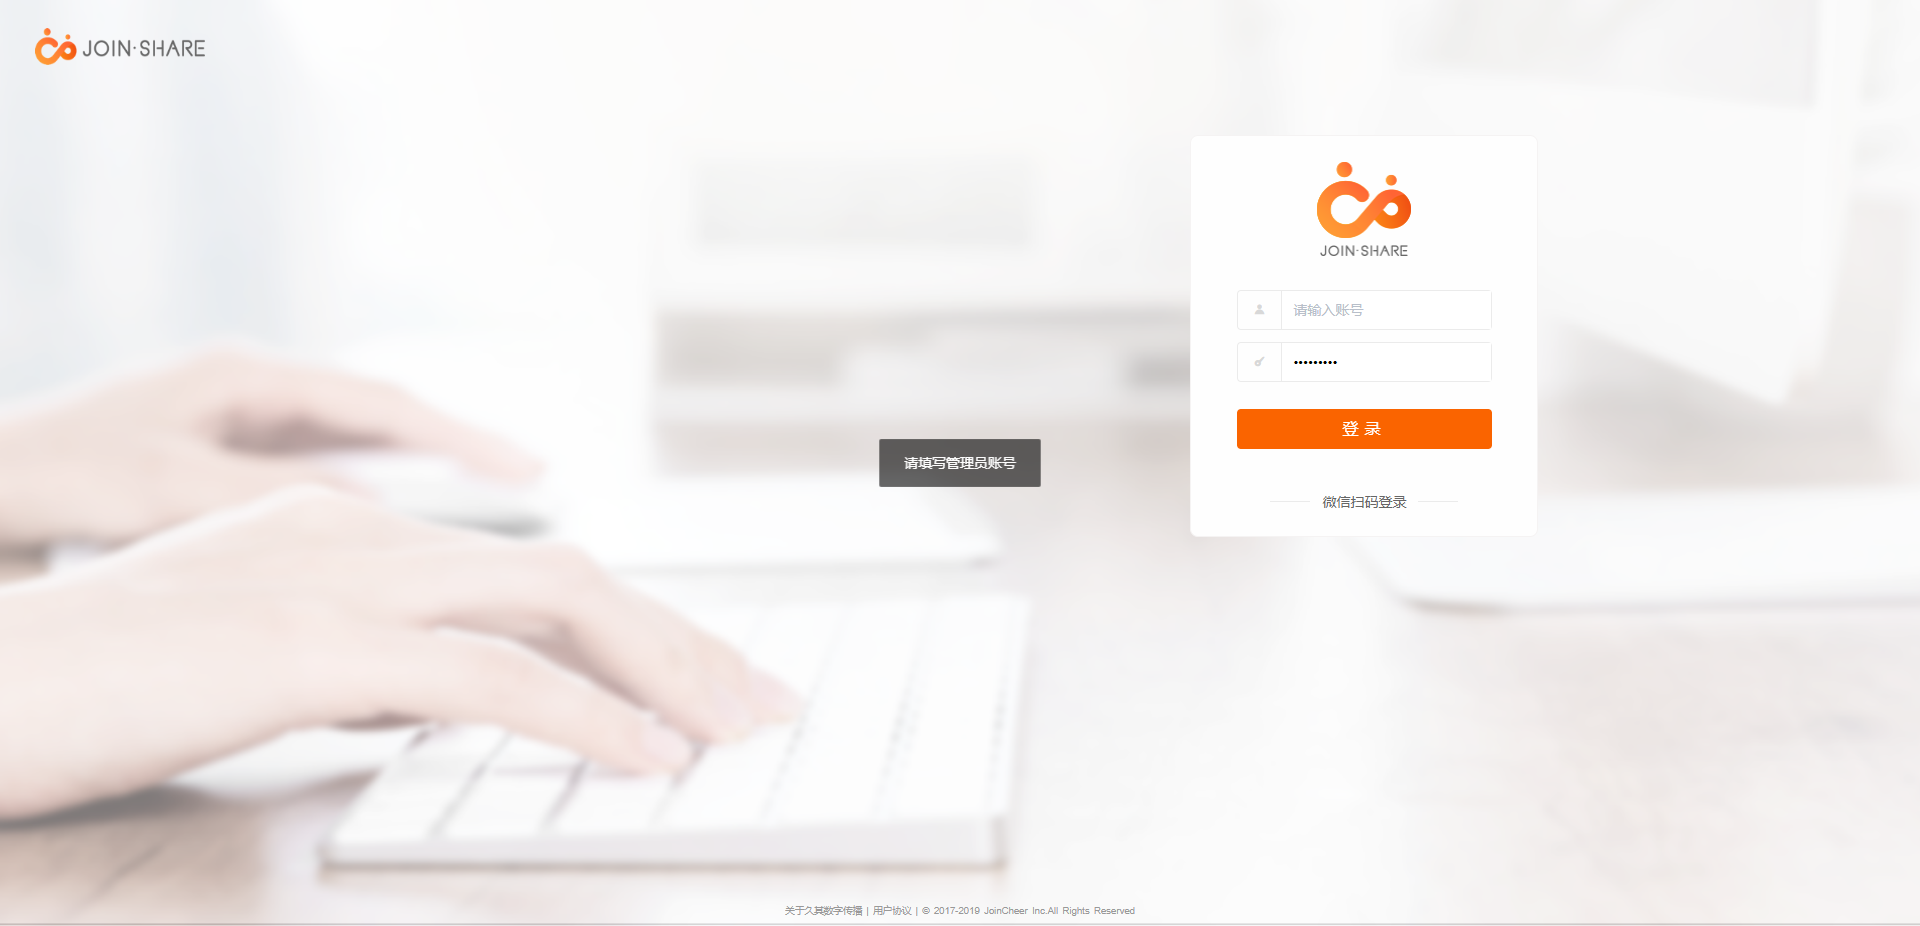 JOIN·SHARE
JOIN·SHARE
请输入账号
•••••••••
登 录
请填写管理员账号
微信扫码登录
关于久其数字传播 | 用户协议 | © 2017-2019 JoinCheer Inc.All Rights Reserved